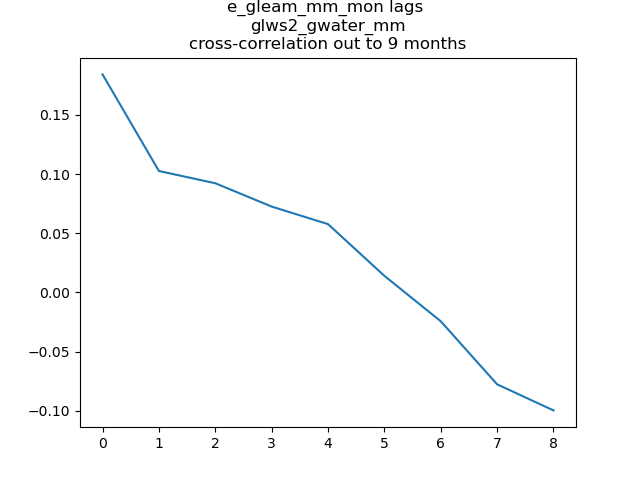 e_gleam_mm_mon lags
glws2_gwater_mm
cross-correlation out to 9 months
0.15
0.10
0.05
0.00
−0.05
−0.10
0 1 2 3 4 5 6 7 8